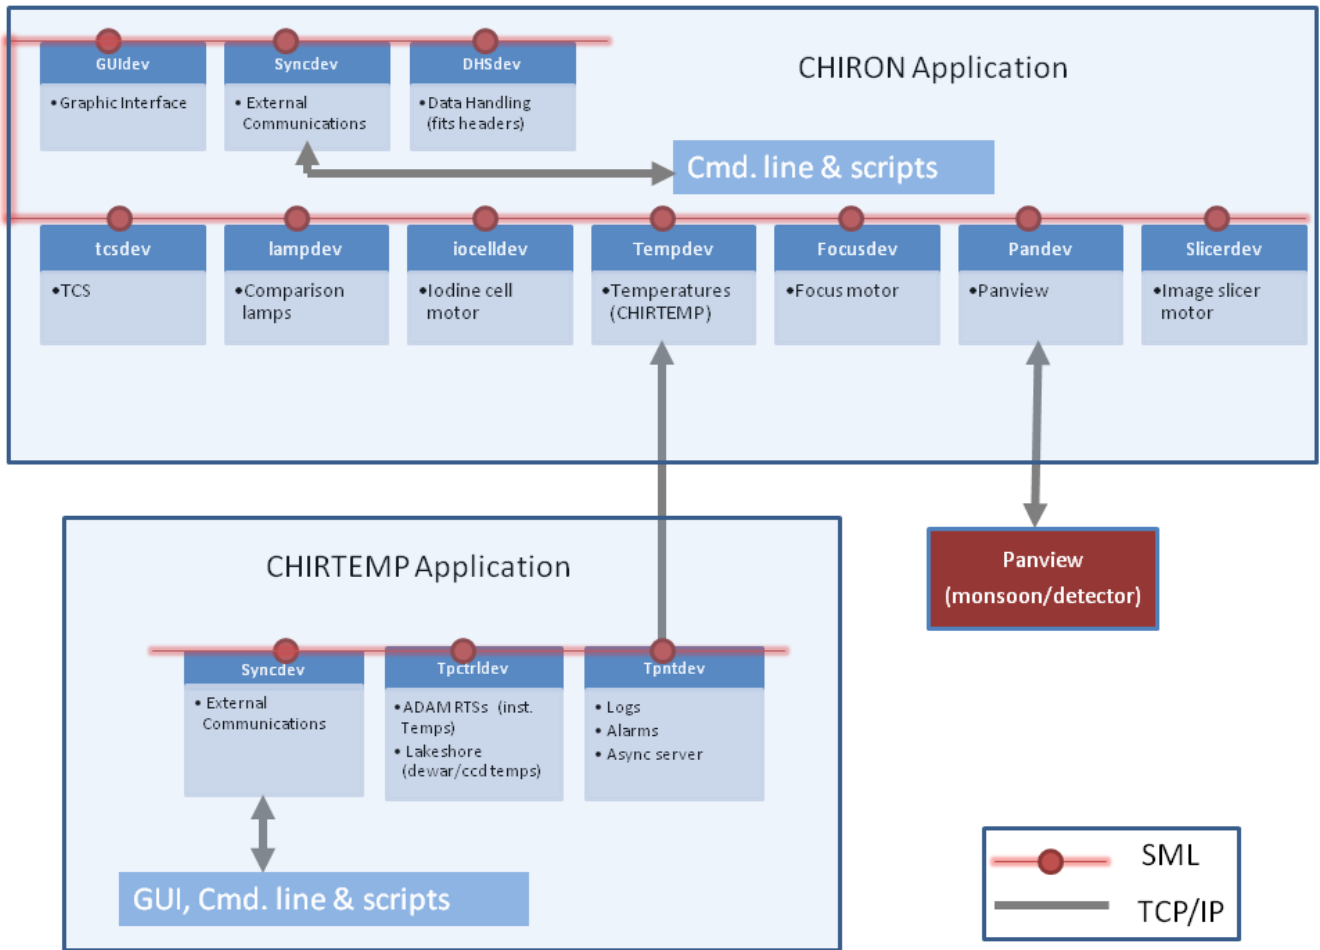 CHIRON Application
GUIdev
• Graphic Interface
Syncdev
• External
Communications
DHSdev
• Data Handling
(fits headers)
Cmd. line & scripts
tcsdev
• TCS
lampdev
• Comparison
lamps
iocelldev
• Iodine cell
motor
Tempdev
• Temperatures
(CHIRTEMP)
Focusdev
• Focus motor
Pandev
• Panview
Slicerdev
• Image slicer
motor
CHIRTEMP Application
Panview
(monsoon/detector)
Syncdev
• External
Communications
Tpctrldev
• ADAM RTSs (inst.
Temps)
• Lakeshore
(dewar/ccd temps)
Tpntdev
• Logs
• Alarms
• Async server
GUI, Cmd. line & scripts
SML
TCP/IP